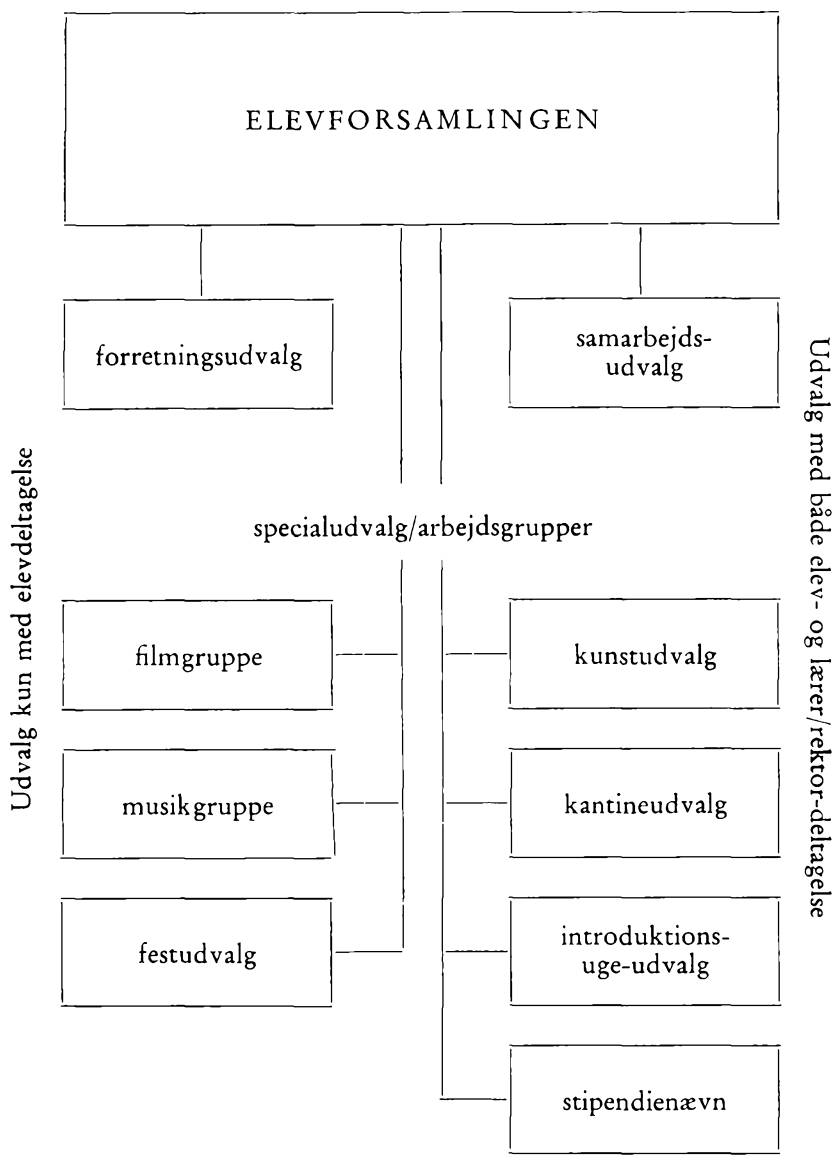 ELEVFORSAMLINGEN
forretningsudvalg
samarbejds-
udvalg
Udvalg kun med elevdeltagelse
Udvalg med både elev- og lærer/rektor-deltagelse
specialudvalg/arbejdsgrupper
filmgruppe
kunstudvalg
musikgruppe
kantineudvalg
festudvalg
introduktions-
uge-udvalg
stipendienævn